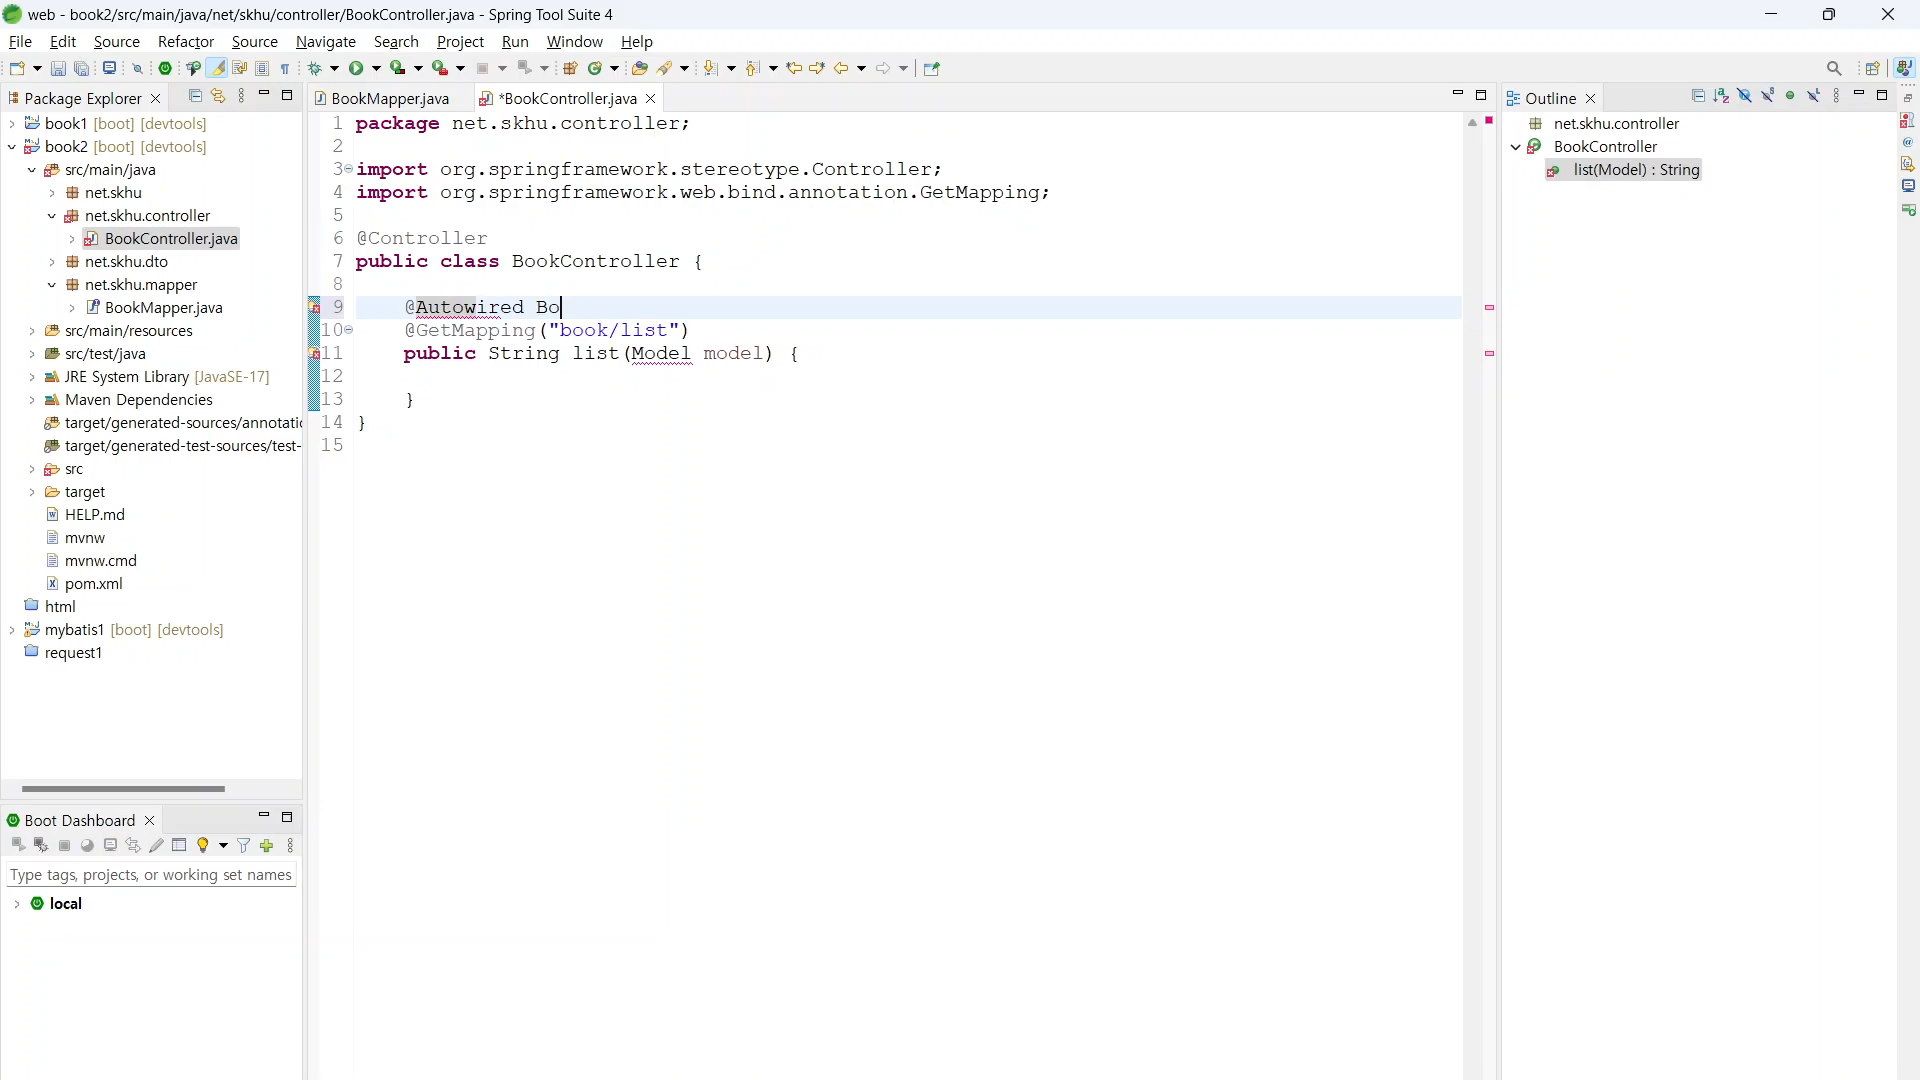 web - book2/src/main/java/net/skhu/controller/BookController.java - Spring Tool Suite 4
File Edit Source Refactor Source Navigate Search Project Run Window Help
Package Explorer
book1 [boot] [devtools]
book2 [boot] [devtools]
src/main/java
net.skhu
net.skhu.controller
BookController.java
net.skhu.dto
net.skhu.mapper
BookMapper.java
src/main/resources
src/test/java
JRE System Library [JavaSE-17]
Maven Dependencies
target/generated-sources/annotatic
target/generated-test-sources/test-
src
target
HELP.md
mvnw
mvnw.cmd
pom.xml
html
mybatis1 [boot] [devtools]
request1
Boot Dashboard
Type tags, projects, or working set names
local
BookMapper.java *BookController.java
1 package net.skhu.controller;
2
3 import org.springframework.stereotype.Controller;
4 import org.springframework.web.bind.annotation.GetMapping;
5
6 @Controller
7 public class BookController {
8
9 @Autowired Bo
10 @GetMapping("book/list")
11 public String list(Model model) {
12
13 }
14 }
15
Outline
net.skhu.controller
BookController
list(Model) : String